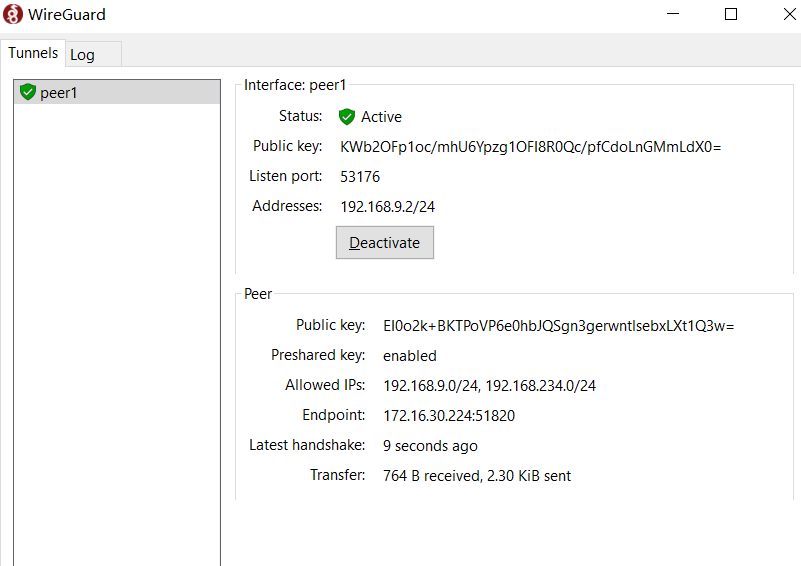 WireGuard
Tunnels Log
peer1
Interface: peer1
Status: Active
Public key: KWb2OFp1oc/mhU6Ypzg1OFI8R0Qc/pfCdoLnGMmLdX0=
Listen port: 53176
Addresses: 192.168.9.2/24
Deactivate
Peer
Public key: EI0o2k+BKTPoVP6e0hbJQSgn3gerwntlsebxLXt1Q3w=
Preshared key: enabled
Allowed IPs: 192.168.9.0/24, 192.168.234.0/24
Endpoint: 172.16.30.224:51820
Latest handshake: 9 seconds ago
Transfer: 764 B received, 2.30 KiB sent